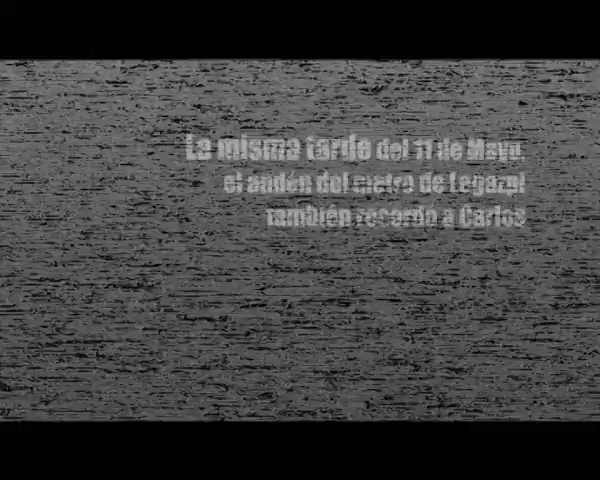 La misma tarde del 11 de Mayo,
el andén del metro de Legazpi
también recordó a Carlos